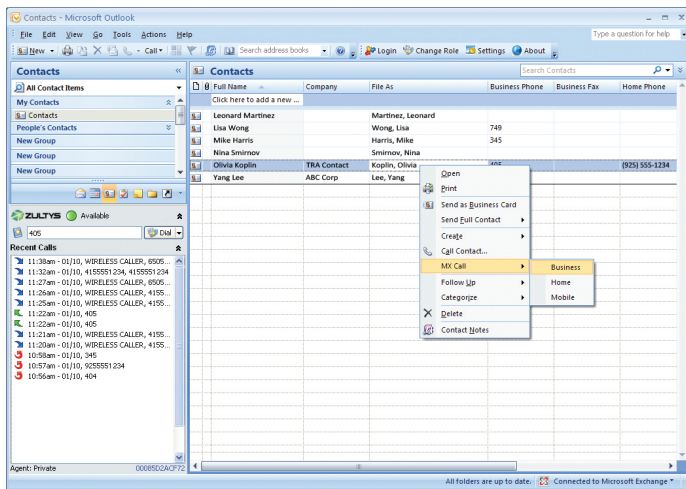 Contacts - Microsoft Outlook
File Edit View Go Tools Actions Help
Type a question for help
New Call Search address books Login Change Role Settings About
Contacts
All Contact Items
My Contacts
Contacts
People's Contacts
New Group
New Group
New Group
ZULTYS Available
405 Dial
Recent Calls
11:38am - 01/10, WIRELESS CALLER, 6505...
11:32am - 01/10, 4155551234, 4155551234
11:27am - 01/10, WIRELESS CALLER, 6505...
11:26am - 01/10, WIRELESS CALLER, 4155...
11:25am - 01/10, WIRELESS CALLER, 4155...
11:22am - 01/10, 405
11:22am - 01/10, 405
11:21am - 01/10, WIRELESS CALLER, 4155...
11:20am - 01/10, WIRELESS CALLER, 4155...
10:58am - 01/10, 345
10:57am - 01/10, 9255551234
10:56am - 01/10, 404
Agent: Private
Contacts Search Contacts
Full Name Company File As Business Phone Business Fax Home Phone
Click here to add a new ...
Leonard Martinez Martinez, Leonard
Lisa Wong Wong, Lisa 749
Mike Harris Harris, Mike 345
Nina Smirnov Smirnov, Nina
Olivia Koplin TRA Contact Koplin, Olivia 405 (925) 555-1234
Yang Lee ABC Corp Lee, Yang
Open
Print
Send as Business Card
Send Full Contact
Create
Call Contact...
MX Call
Follow Up
Categorize
Delete
Contact Notes
Business
Home
Mobile
All folders are up to date. Connected to Microsoft Exchange